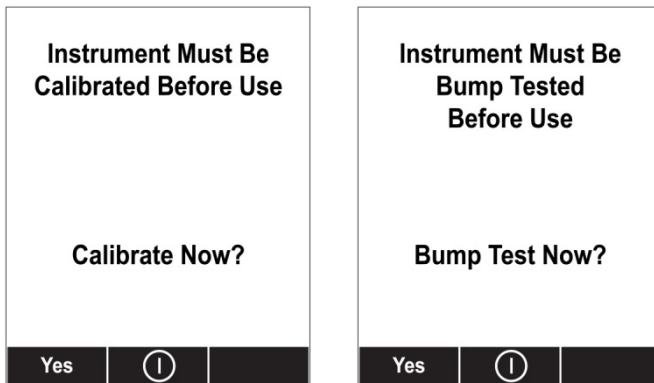 Instrument Must Be
Calibrated Before Use
Calibrate Now?
Yes
Instrument Must Be
Bump Tested
Before Use
Bump Test Now?
Yes